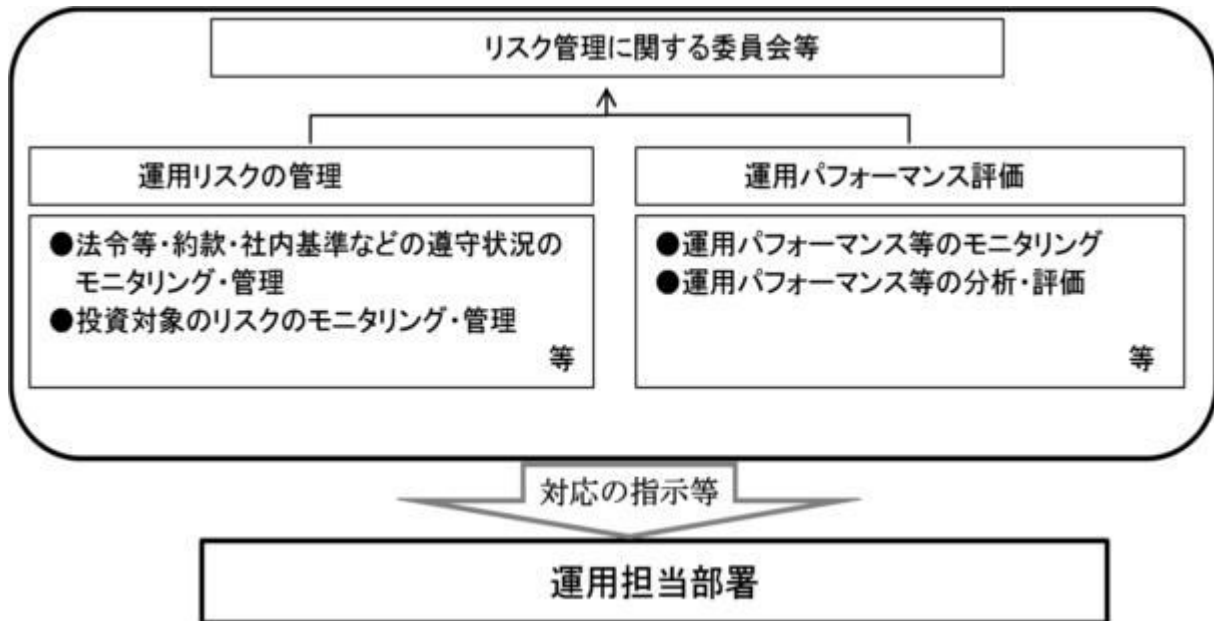 リスク管理に関する委員会等
運用リスクの管理
●法令等・約款・社内基準などの遵守状況の
モニタリング・管理
●投資対象のリスクのモニタリング・管理
等
運用パフォーマンス評価
●運用パフォーマンス等のモニタリング
●運用パフォーマンス等の分析・評価
等
対応の指示等
運用担当部署